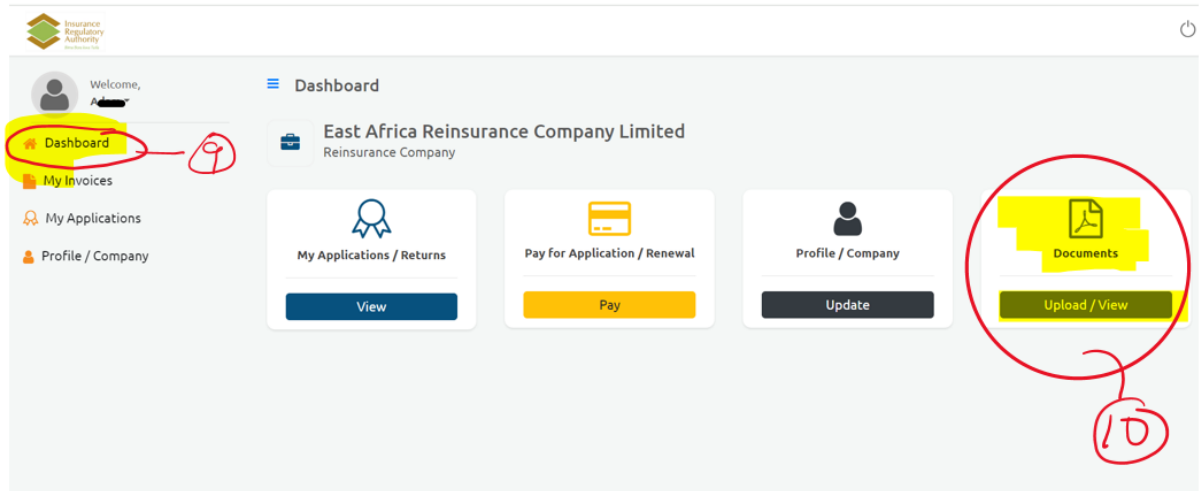 Insurance
Regulatory
Authority
Welcome,
Dashboard
My Invoices
My Applications
Profile / Company
9
Dashboard
East Africa Reinsurance Company Limited
Reinsurance Company
My Applications / Returns
View
Pay for Application / Renewal
Pay
Profile / Company
Update
Documents
Upload / View
10